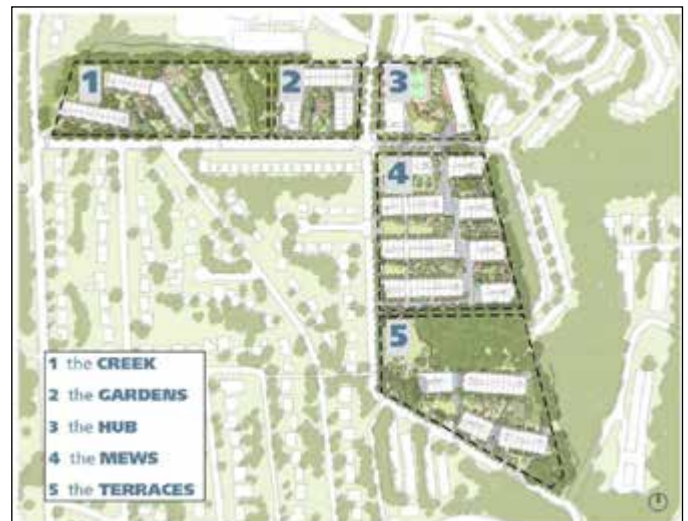 1
2
3
4
5
1 the CREEK
2 the GARDENS
3 the HUB
4 the MEWS
5 the TERRACES